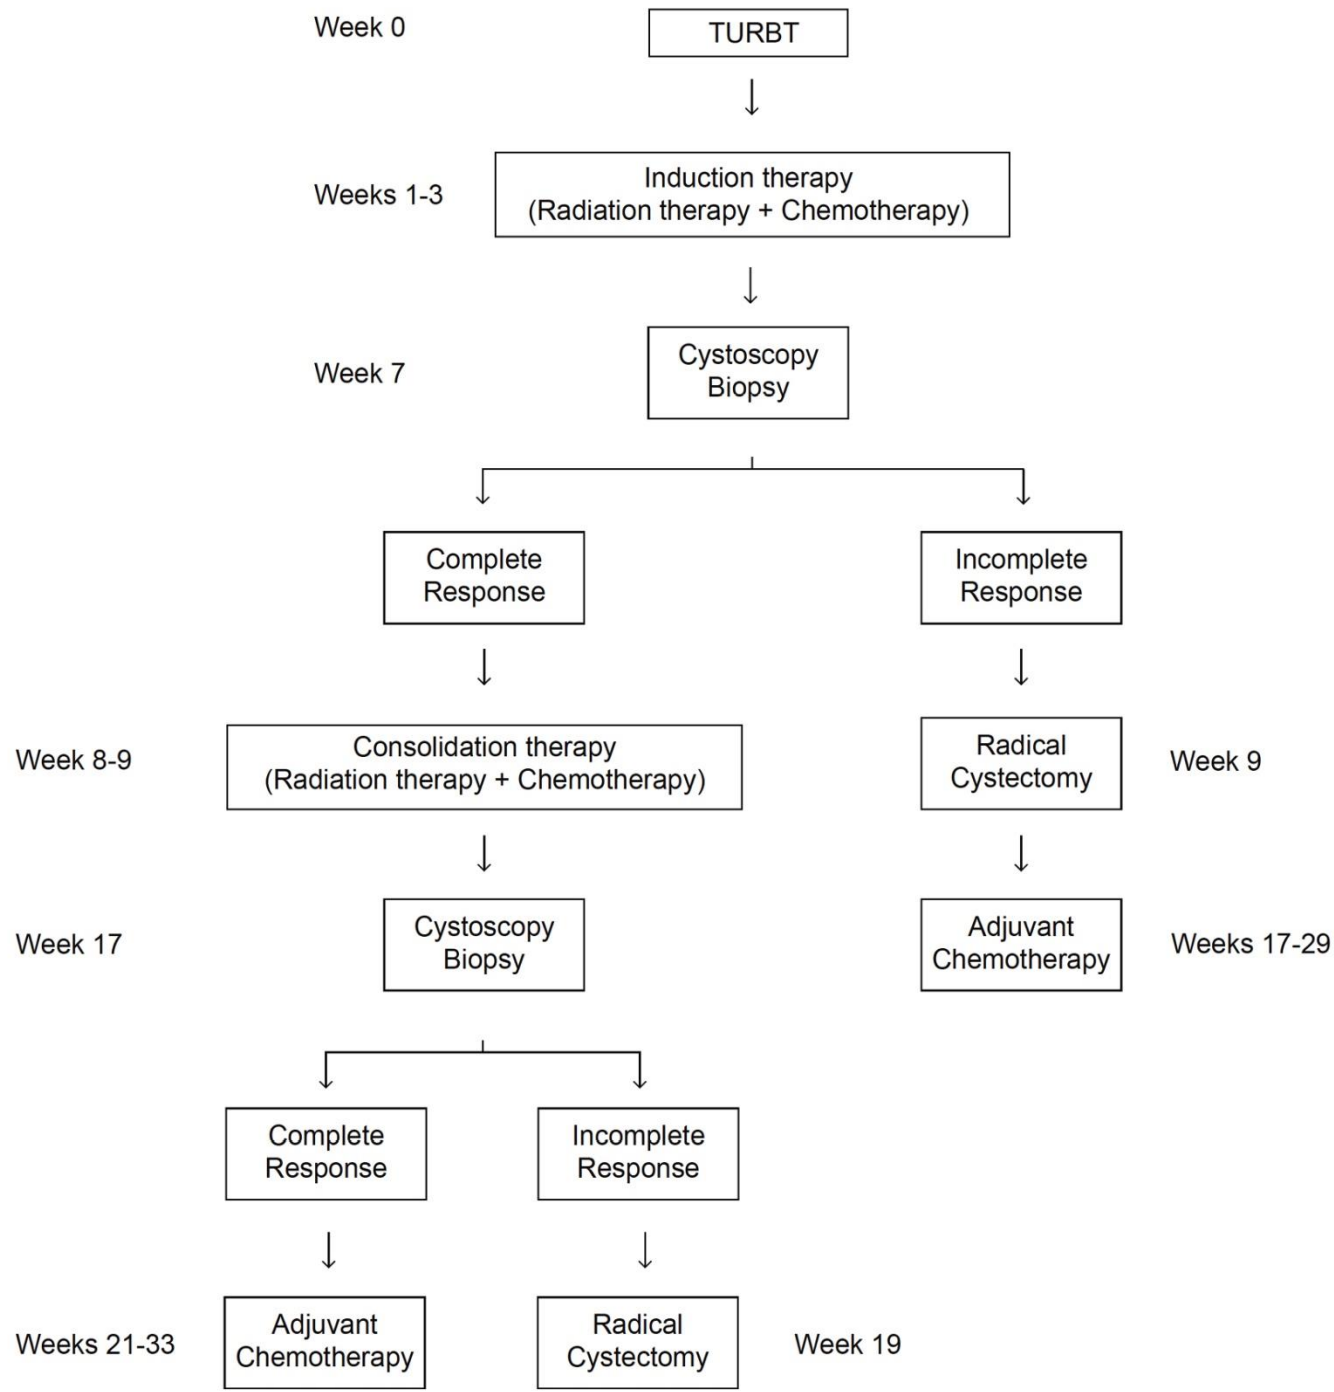 Week 0
TURBT
Weeks 1-3
Induction therapy
(Radiation therapy + Chemotherapy)
Week 7
Cystoscopy
Biopsy
Complete
Response
Incomplete
Response
Week 8-9
Consolidation therapy
(Radiation therapy + Chemotherapy)
Radical
Cystectomy
Week 9
Week 17
Cystoscopy
Biopsy
Adjuvant
Chemotherapy
Weeks 17-29
Complete
Response
Incomplete
Response
Weeks 21-33
Adjuvant
Chemotherapy
Radical
Cystectomy
Week 19